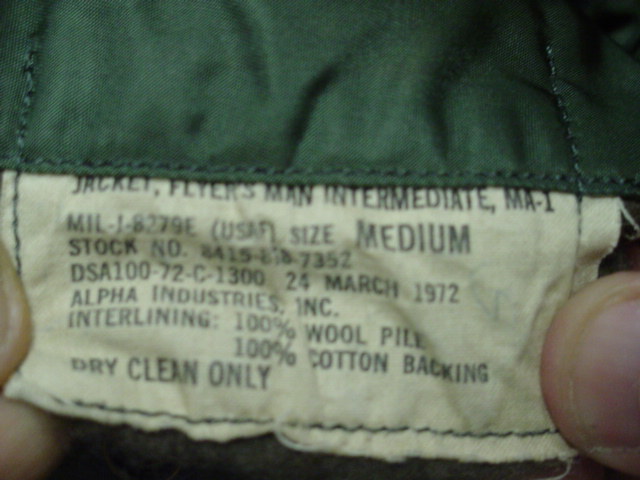 JACKET, FLYER'S MAN INTERMEDIATE, MA-1
MIL-J-8279E (USAF) SIZE MEDIUM
STOCK NO.
DSA100-72-C-1300 24 MARCH 1972
ALPHA INDUSTRIES, INC.
INTERLINING: 100% WOOL PILE
100% COTTON BACKING
DRY CLEAN ONLY